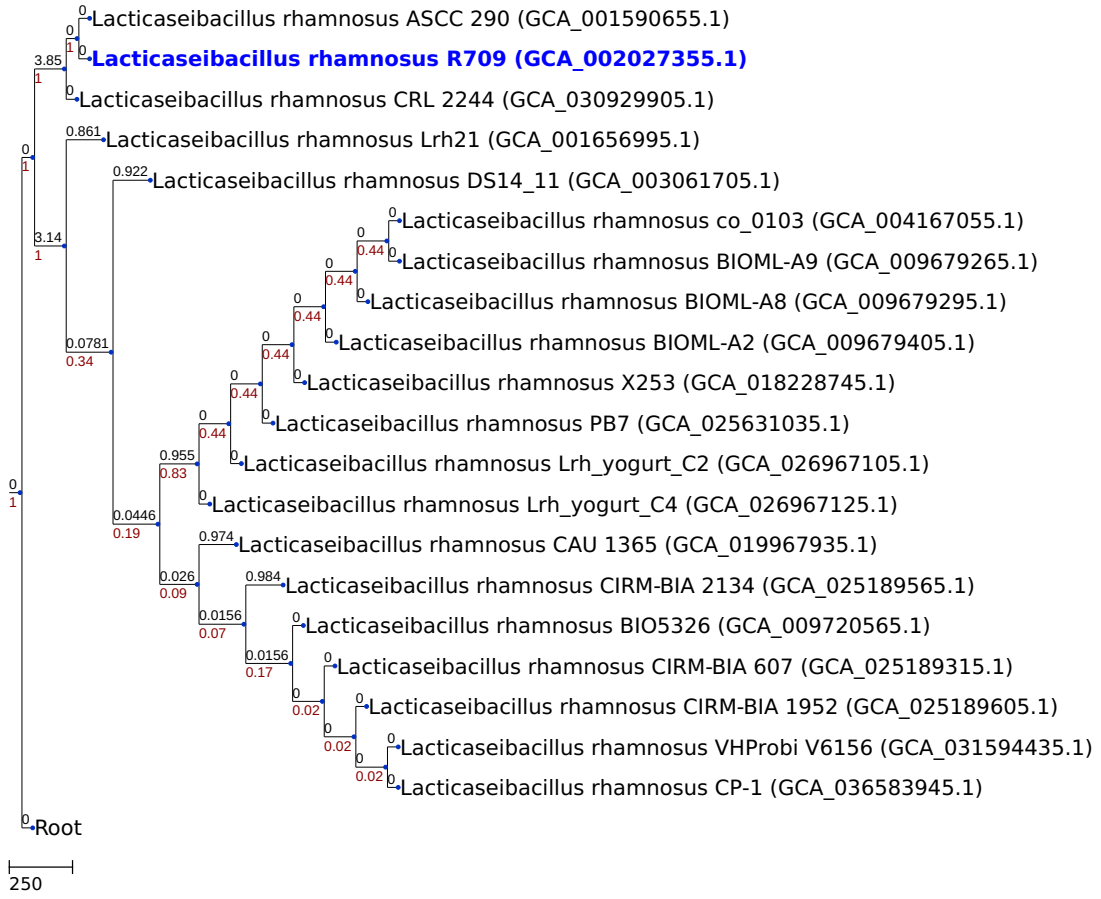 0
Lacticaseibacillus rhamnosus ASCC 290 (GCA_001590655.1)
0
1
0
Lacticaseibacillus rhamnosus R709 (GCA_002027355.1)
3.85
1
0
Lacticaseibacillus rhamnosus CRL 2244 (GCA_030929905.1)
0.861
Lacticaseibacillus rhamnosus Lrh21 (GCA_001656995.1)
0
1
0.922
Lacticaseibacillus rhamnosus DS14_11 (GCA_003061705.1)
0
Lacticaseibacillus rhamnosus co_0103 (GCA_004167055.1)
3.14
1
0
0.44
0
Lacticaseibacillus rhamnosus BIOML-A9 (GCA_009679265.1)
0
0.44
0
Lacticaseibacillus rhamnosus BIOML-A8 (GCA_009679295.1)
0
0.44
0
Lacticaseibacillus rhamnosus BIOML-A2 (GCA_009679405.1)
0.0781
0.34
0
0.44
0
Lacticaseibacillus rhamnosus X253 (GCA_018228745.1)
0
0.44
0
Lacticaseibacillus rhamnosus PB7 (GCA_025631035.1)
0
0.44
0
Lacticaseibacillus rhamnosus Lrh_yogurt_C2 (GCA_026967105.1)
0.955
0.83
0
Lacticaseibacillus rhamnosus Lrh_yogurt_C4 (GCA_026967125.1)
0
1
0.0446
0.19
0.974
Lacticaseibacillus rhamnosus CAU 1365 (GCA_019967935.1)
0.026
0.09
0.984
Lacticaseibacillus rhamnosus CIRM-BIA 2134 (GCA_025189565.1)
0.0156
0.07
0
Lacticaseibacillus rhamnosus BIO5326 (GCA_009720565.1)
0.0156
0.17
0
Lacticaseibacillus rhamnosus CIRM-BIA 607 (GCA_025189315.1)
0
0.02
0
Lacticaseibacillus rhamnosus CIRM-BIA 1952 (GCA_025189605.1)
0
0.02
0
Lacticaseibacillus rhamnosus VHProbi V6156 (GCA_031594435.1)
0
0.02
0
Lacticaseibacillus rhamnosus CP-1 (GCA_036583945.1)
0
Root
250